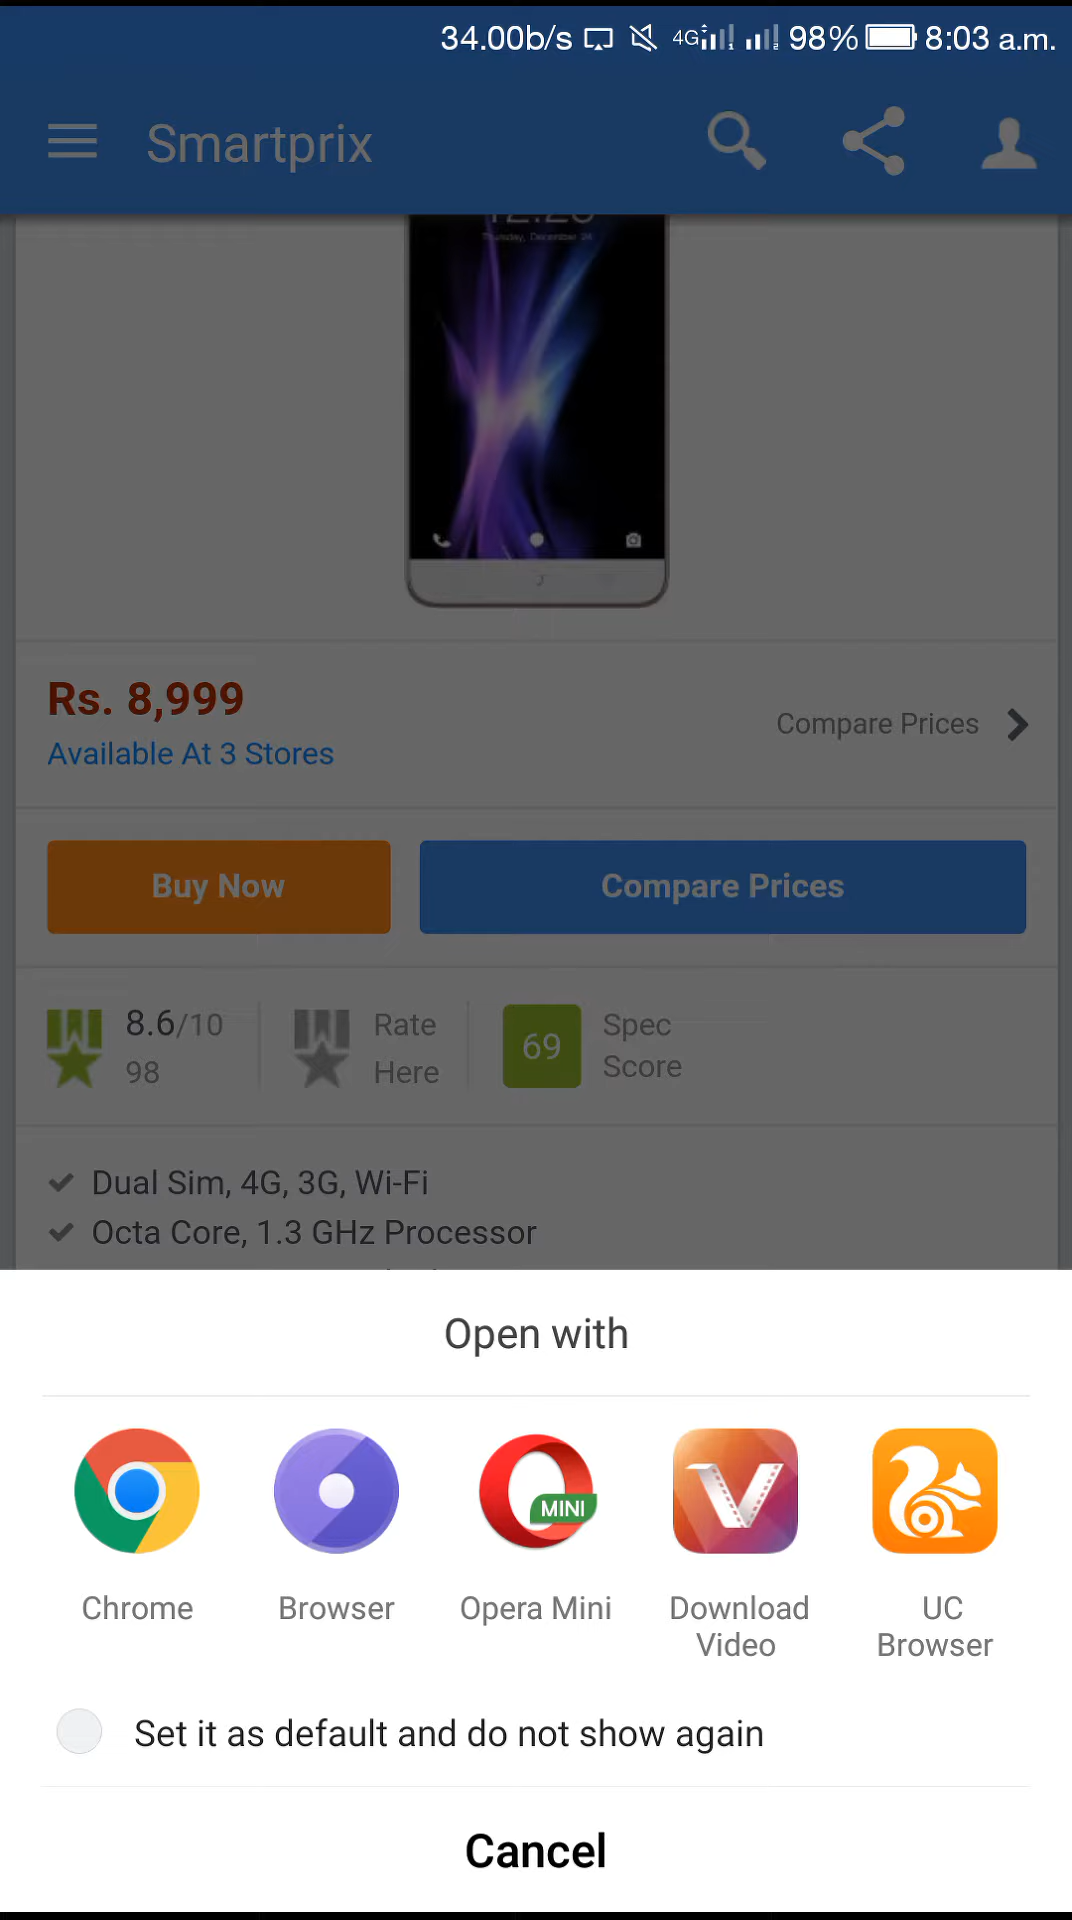 34.00b/s 4G 98% 8:03 a.m.
Smartprix
Thursday, December 24
Rs. 8,999
Available At 3 Stores
Compare Prices
Buy Now
Compare Prices
8.6/10
98
Rate
Here
69
Spec
Score
Dual Sim, 4G, 3G, Wi-Fi
Octa Core, 1.3 GHz Processor
Open with
MINI
Chrome
Browser
Opera Mini
Download
Video
UC
Browser
Set it as default and do not show again
Cancel